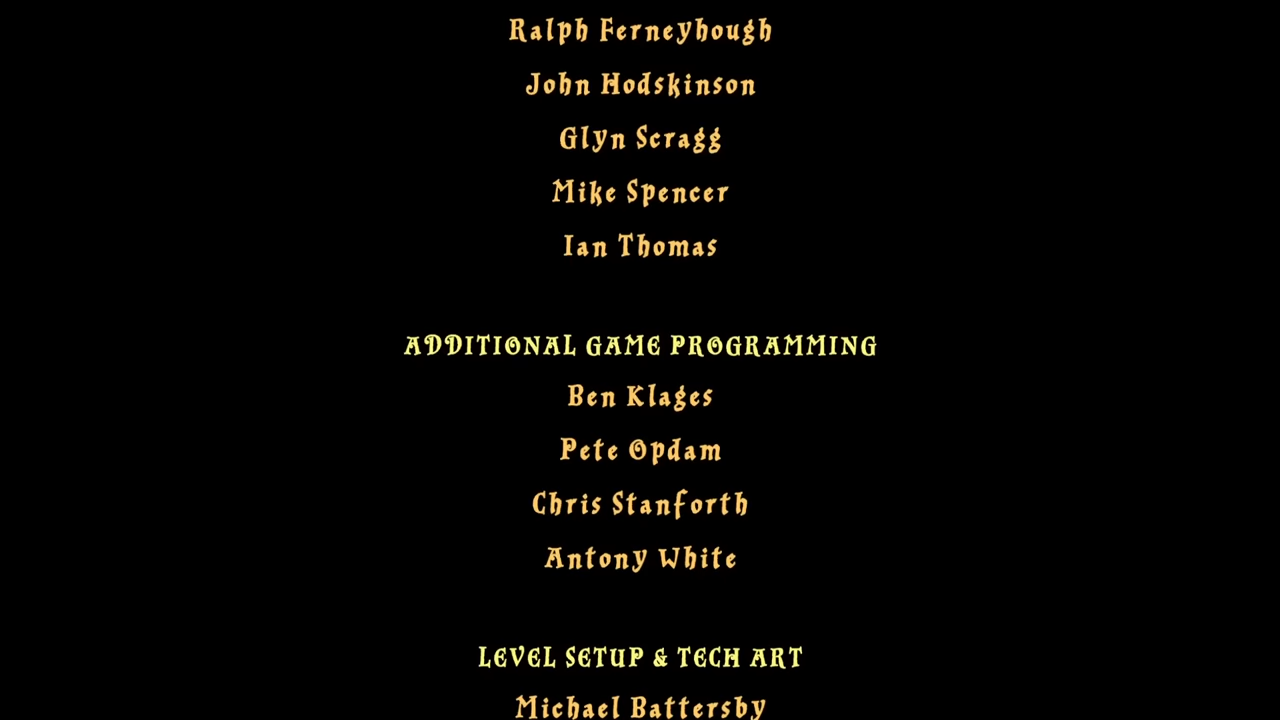 Ralph Ferneyhough
John Hodskinson
Glyn Scragg
Mike Spencer
Ian Thomas
ADDITIONAL GAME PROGRAMMING
Ben Klages
Pete Opdam
Chris Stanforth
Antony White
LEVEL SETUP & TECH ART
Michael Battersby